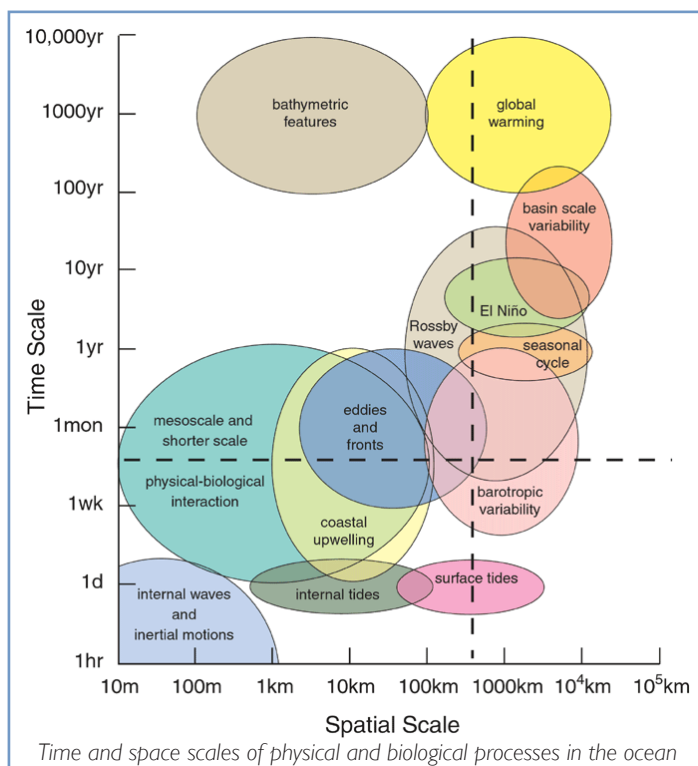 10,000yr
1000yr
100yr
10yr
1yr
1mon
1wk
1d
1hr
Time Scale
bathymetric
features
global
warming
basin scale
variability
El Niño
Rossby
waves
seasonal
cycle
mesoscale and
shorter scale
physical-biological
interaction
eddies
and
fronts
coastal
upwelling
barotropic
variability
internal waves
and
inertial motions
internal tides
surface tides
10m
100m
1km
10km
100km
1000km
10⁴km
10⁵km
Spatial Scale
Time and space scales of physical and biological processes in the ocean